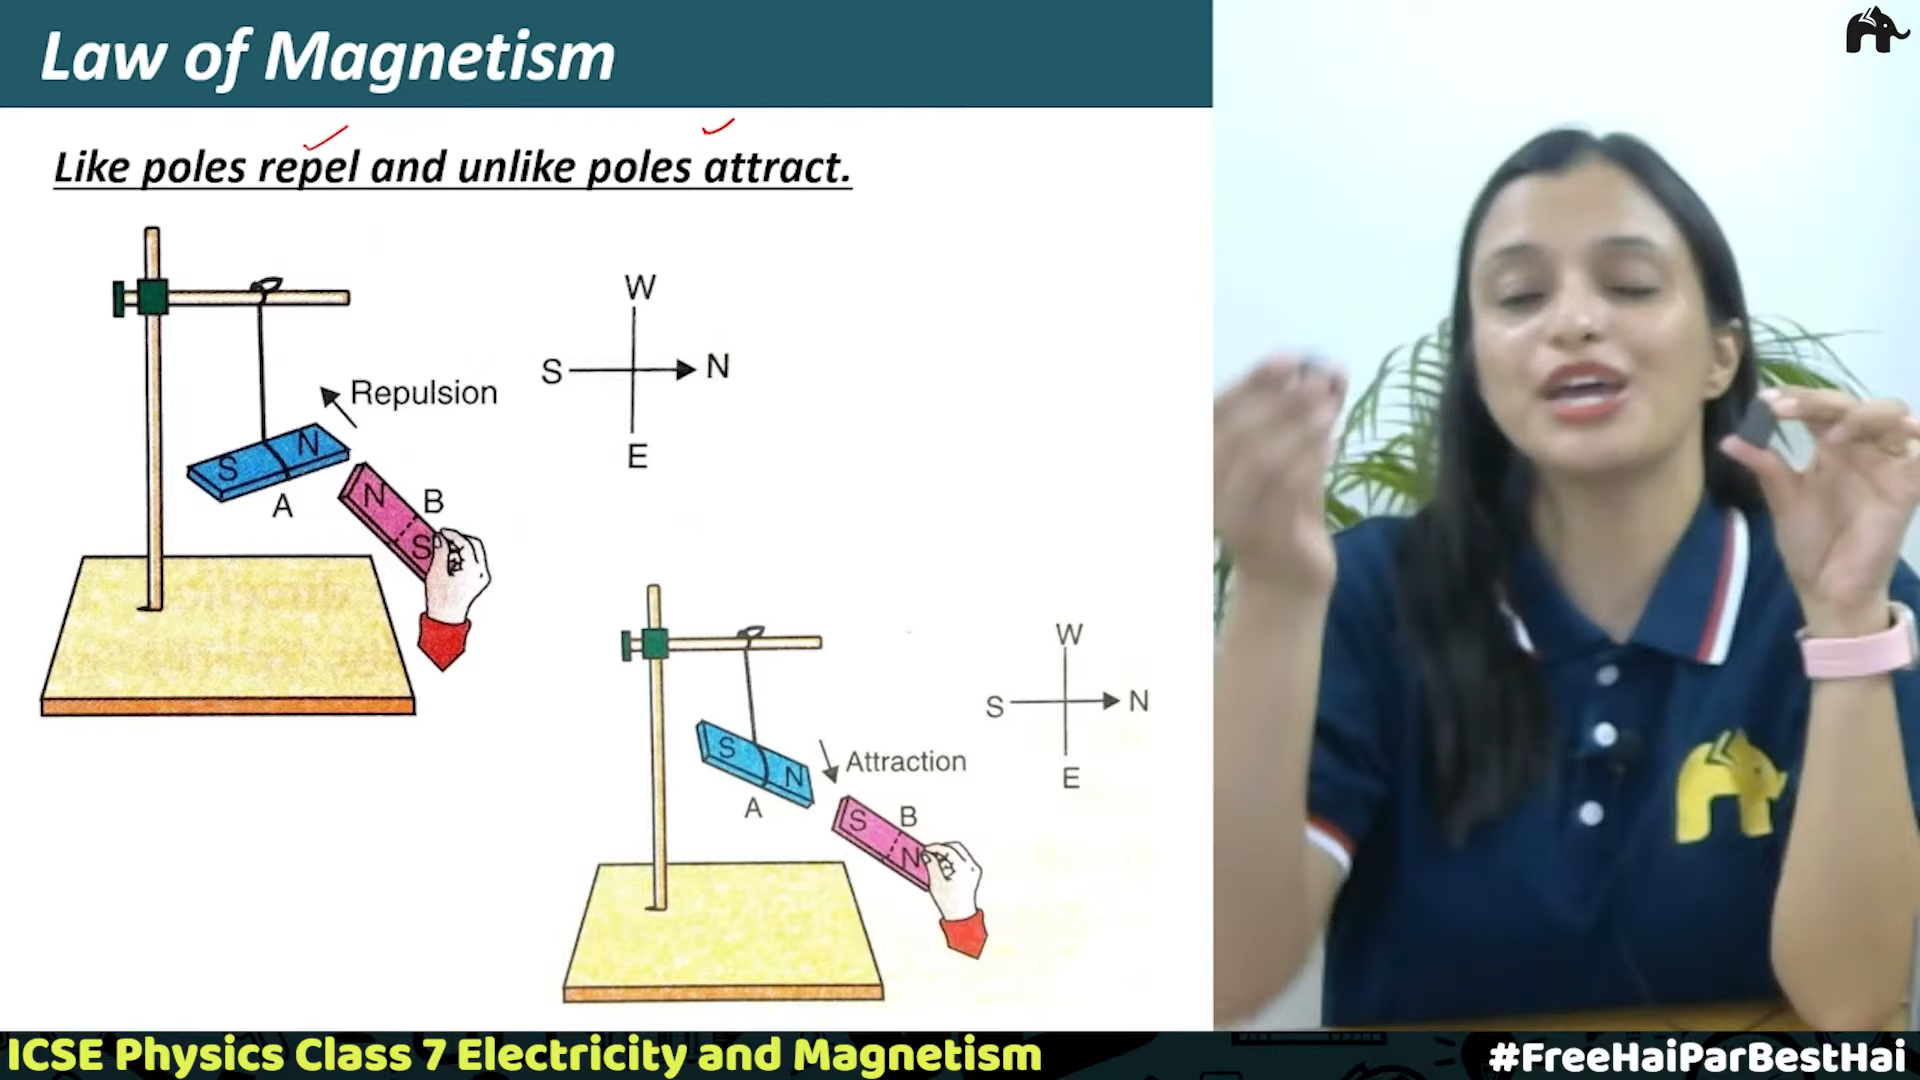 Law of Magnetism
Like poles repel and unlike poles attract.
W
S N
E
Repulsion
S N
A
N B
S
W
S N
E
S
N
A
Attraction
S B
N
ICSE Physics Class 7 Electricity and Magnetism
#FreeHaiParBestHai